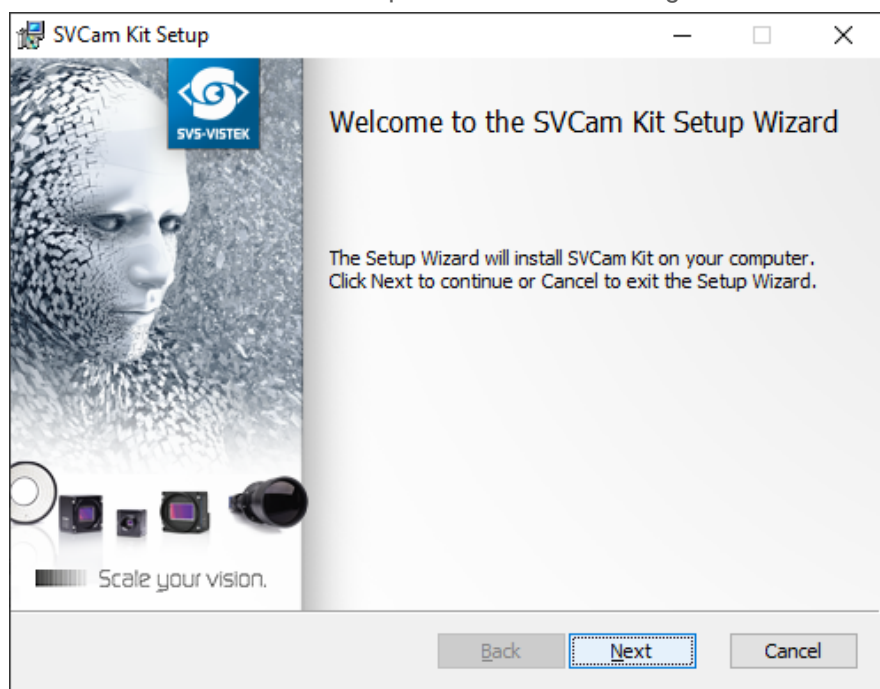 SVCam Kit Setup
SVS-VISTEK
Welcome to the SVCam Kit Setup Wizard
The Setup Wizard will install SVCam Kit on your computer.
Click Next to continue or Cancel to exit the Setup Wizard.
Scale your vision.
Back
Next
Cancel